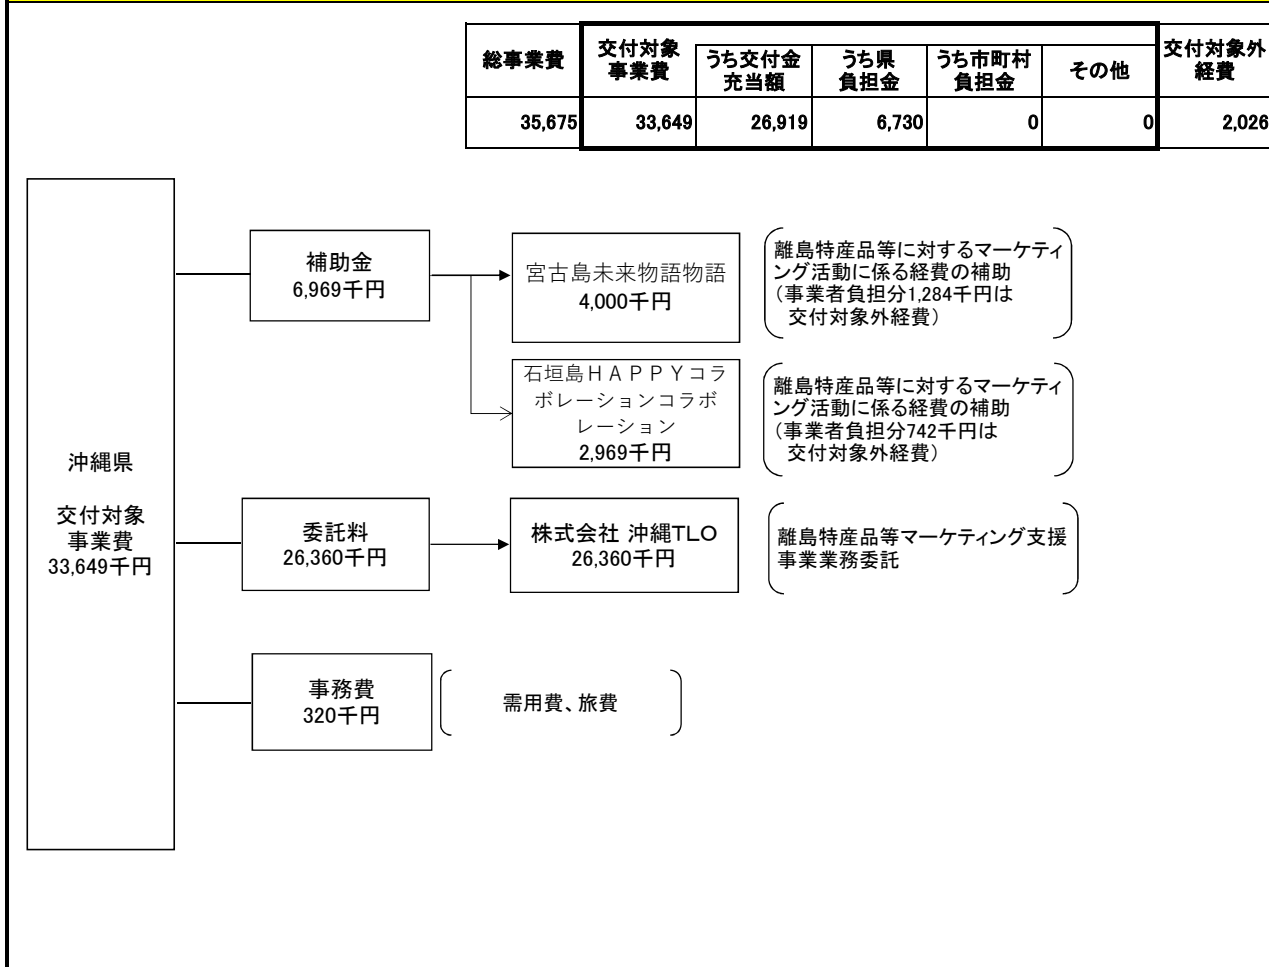 総事業費
交付対象
事業費
うち交付金
充当額
うち県
負担金
うち市町村
負担金
その他
交付対象外
経費
35,675 33,649 26,919 6,730 0 0 2,026
沖縄県
交付対象
事業費
33,649千円
補助金
6,969千円
宮古島未来物語物語
4,000千円
離島特産品等に対するマーケティ
ング活動に係る経費の補助
（事業者負担分1,284千円は
交付対象外経費）
石垣島ＨＡＰＰＹコラ
ボレーションコラボ
レーション
2,969千円
離島特産品等に対するマーケティ
ング活動に係る経費の補助
（事業者負担分742千円は
交付対象外経費）
委託料
26,360千円
株式会社 沖縄TLO
26,360千円
離島特産品等マーケティング支援
事業業務委託
事務費
320千円
需用費、旅費